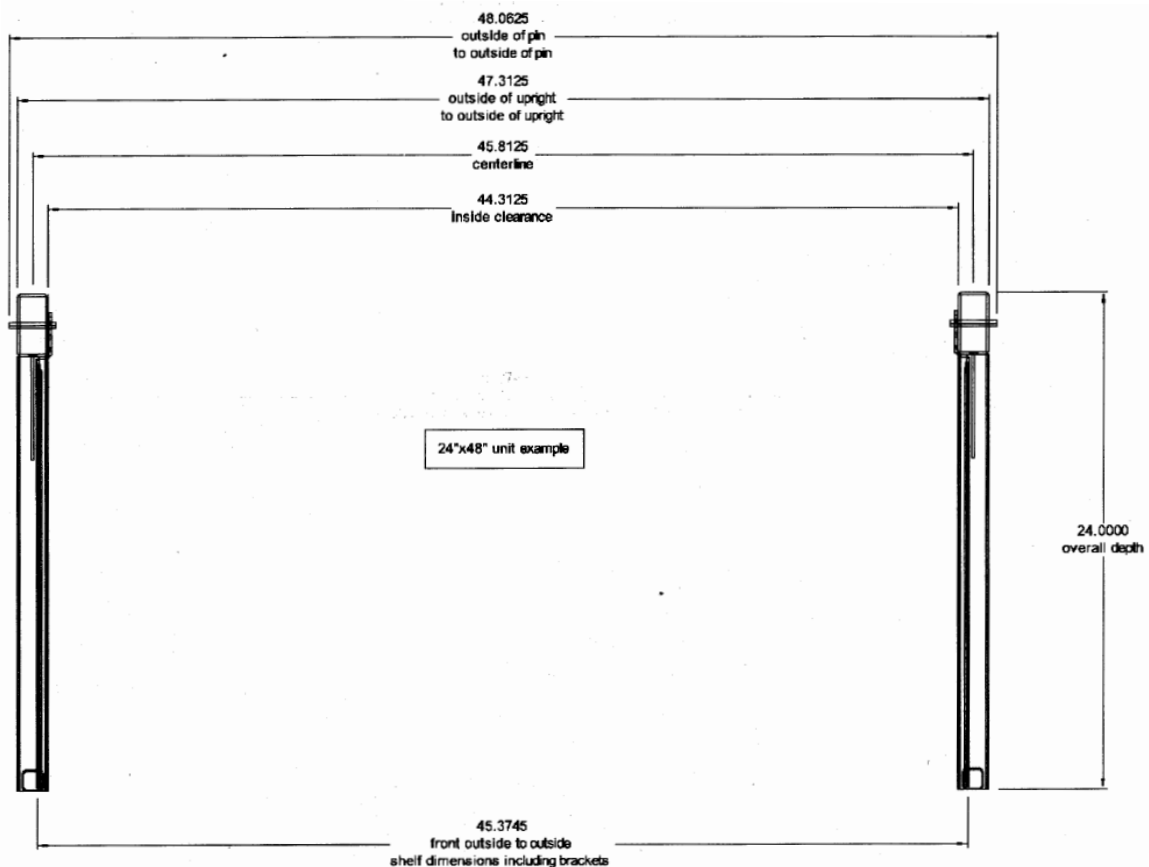 48.0625
outside of pin
to outside of pin
47.3125
outside of upright
to outside of upright
45.8125
centerline
44.3125
inside clearance
24"x48" unit example
24.0000
overall depth
45.3745
front outside to outside
shelf dimensions including brackets